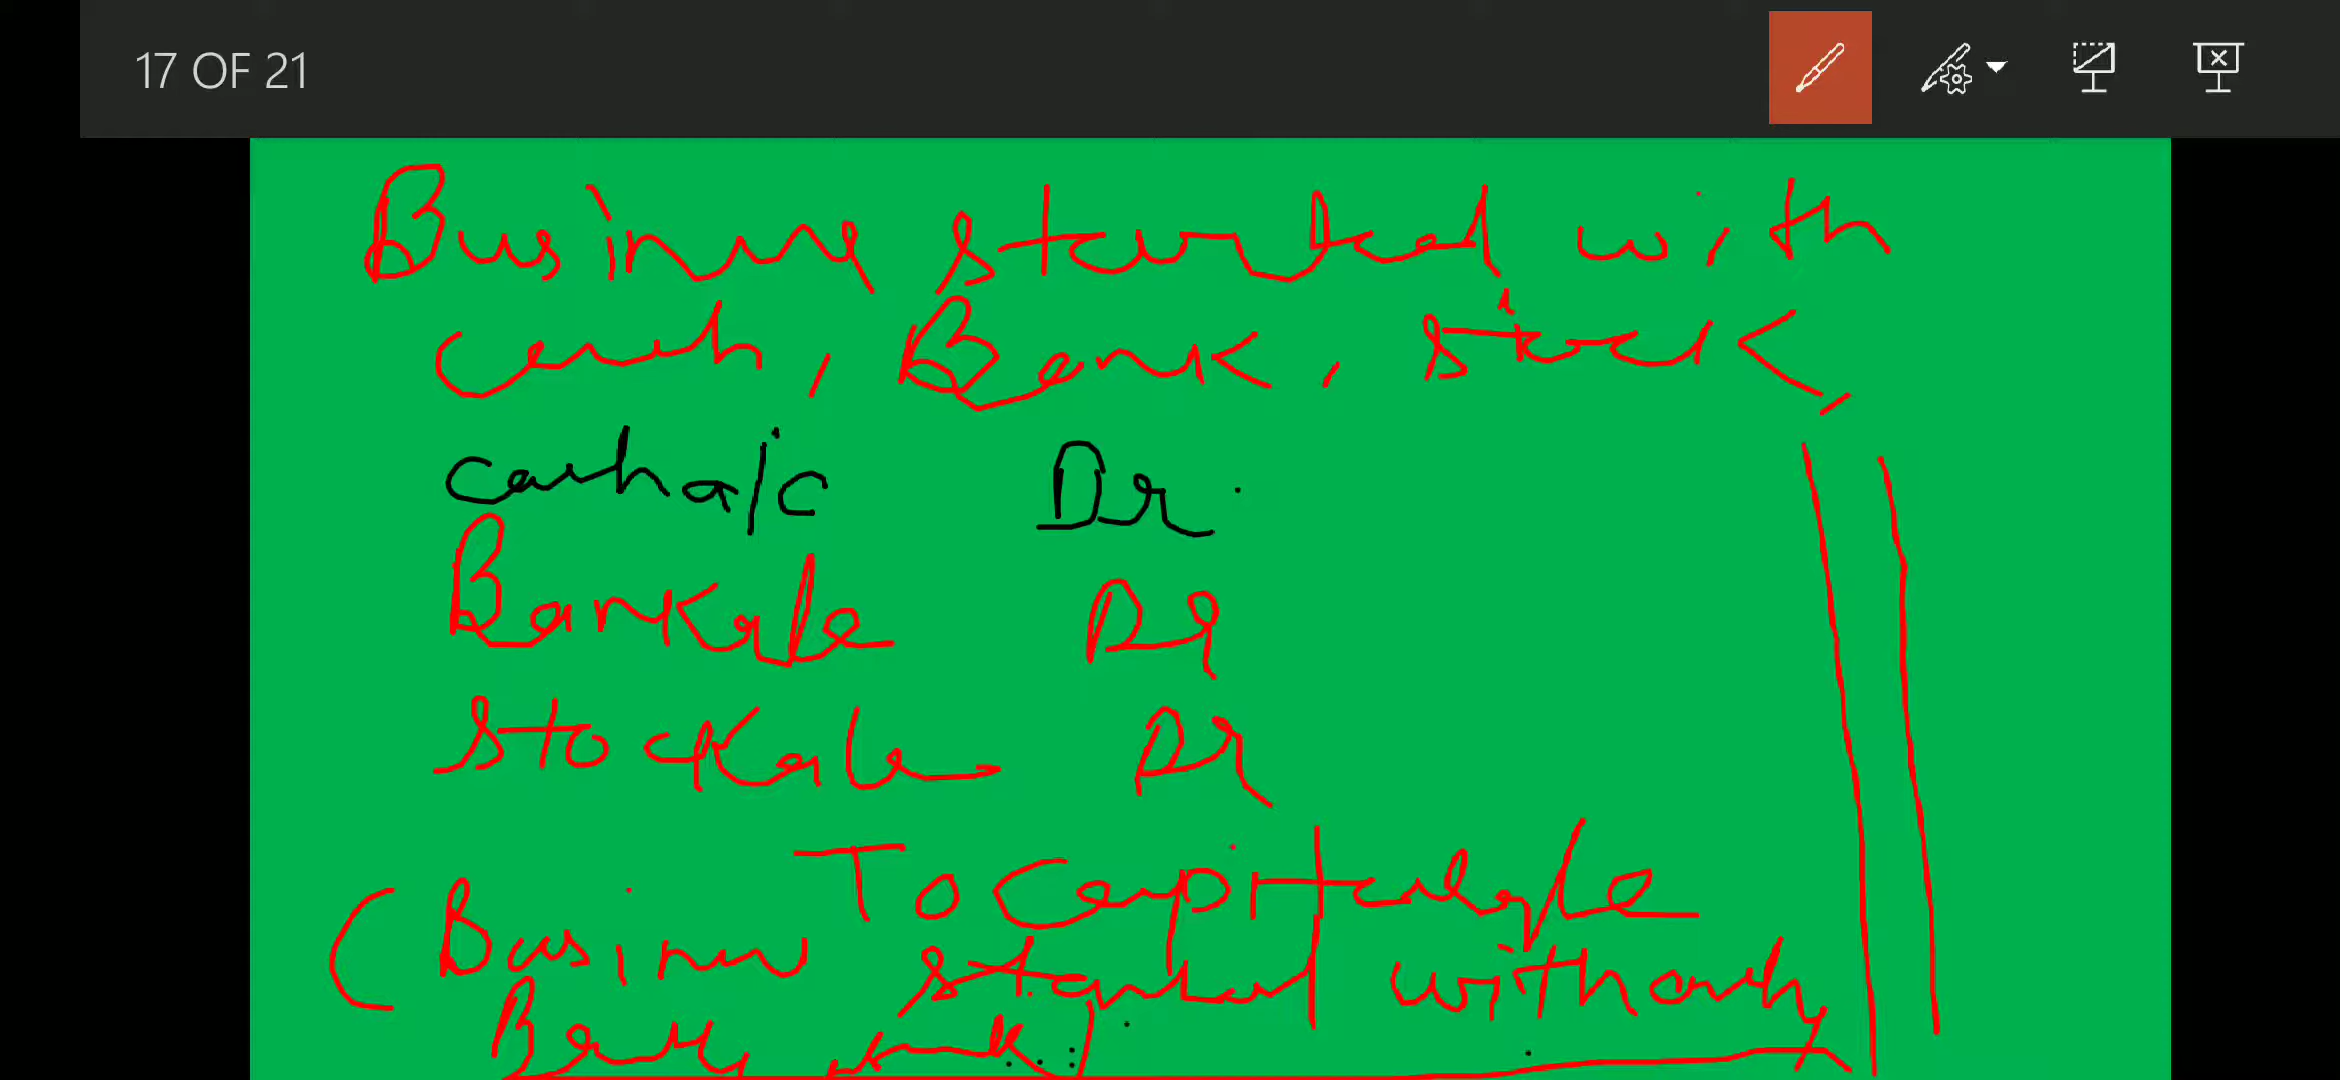 17 OF 21
Business started with
cash, Bank, stock,
cash a/c Dr
Bank a/c Dr
Stock a/c Dr
To Capital a/c
(Business started with cash,
Bank, stock)